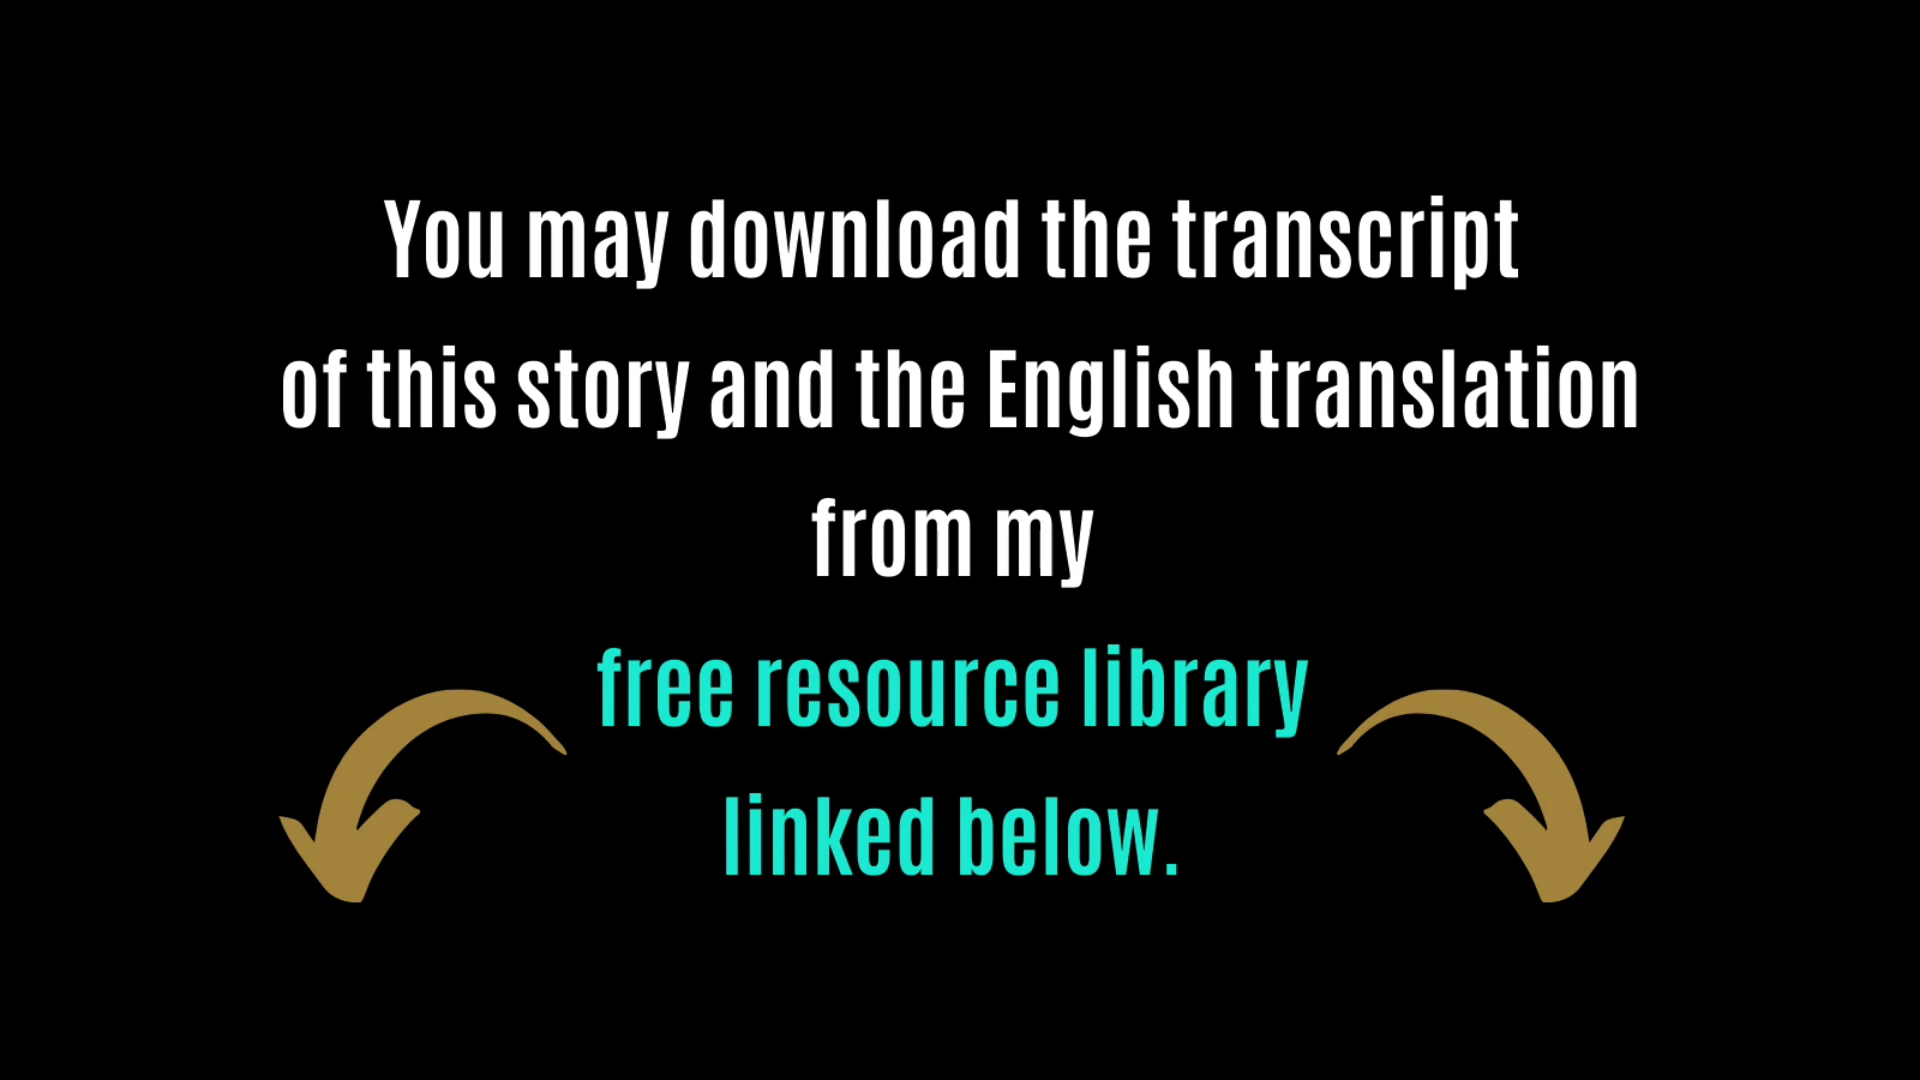 You may download the transcript
of this story and the English translation
from my
free resource library
linked below.